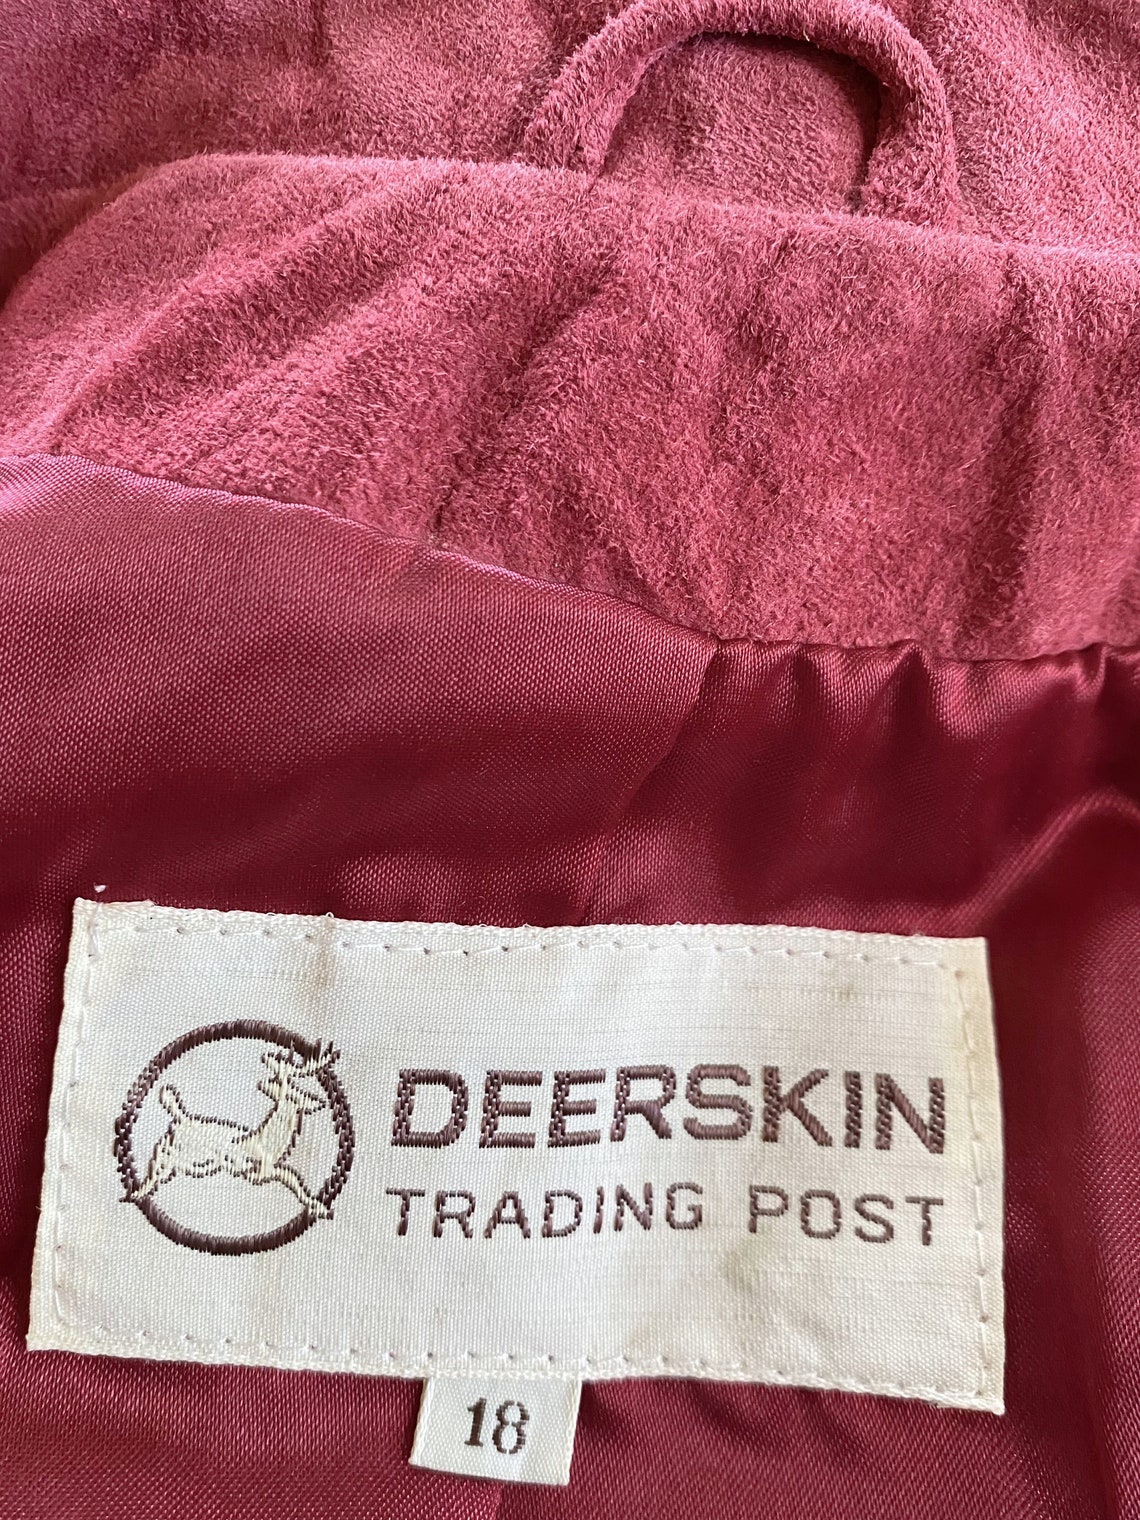 DEERSKIN
TRADING POST
18